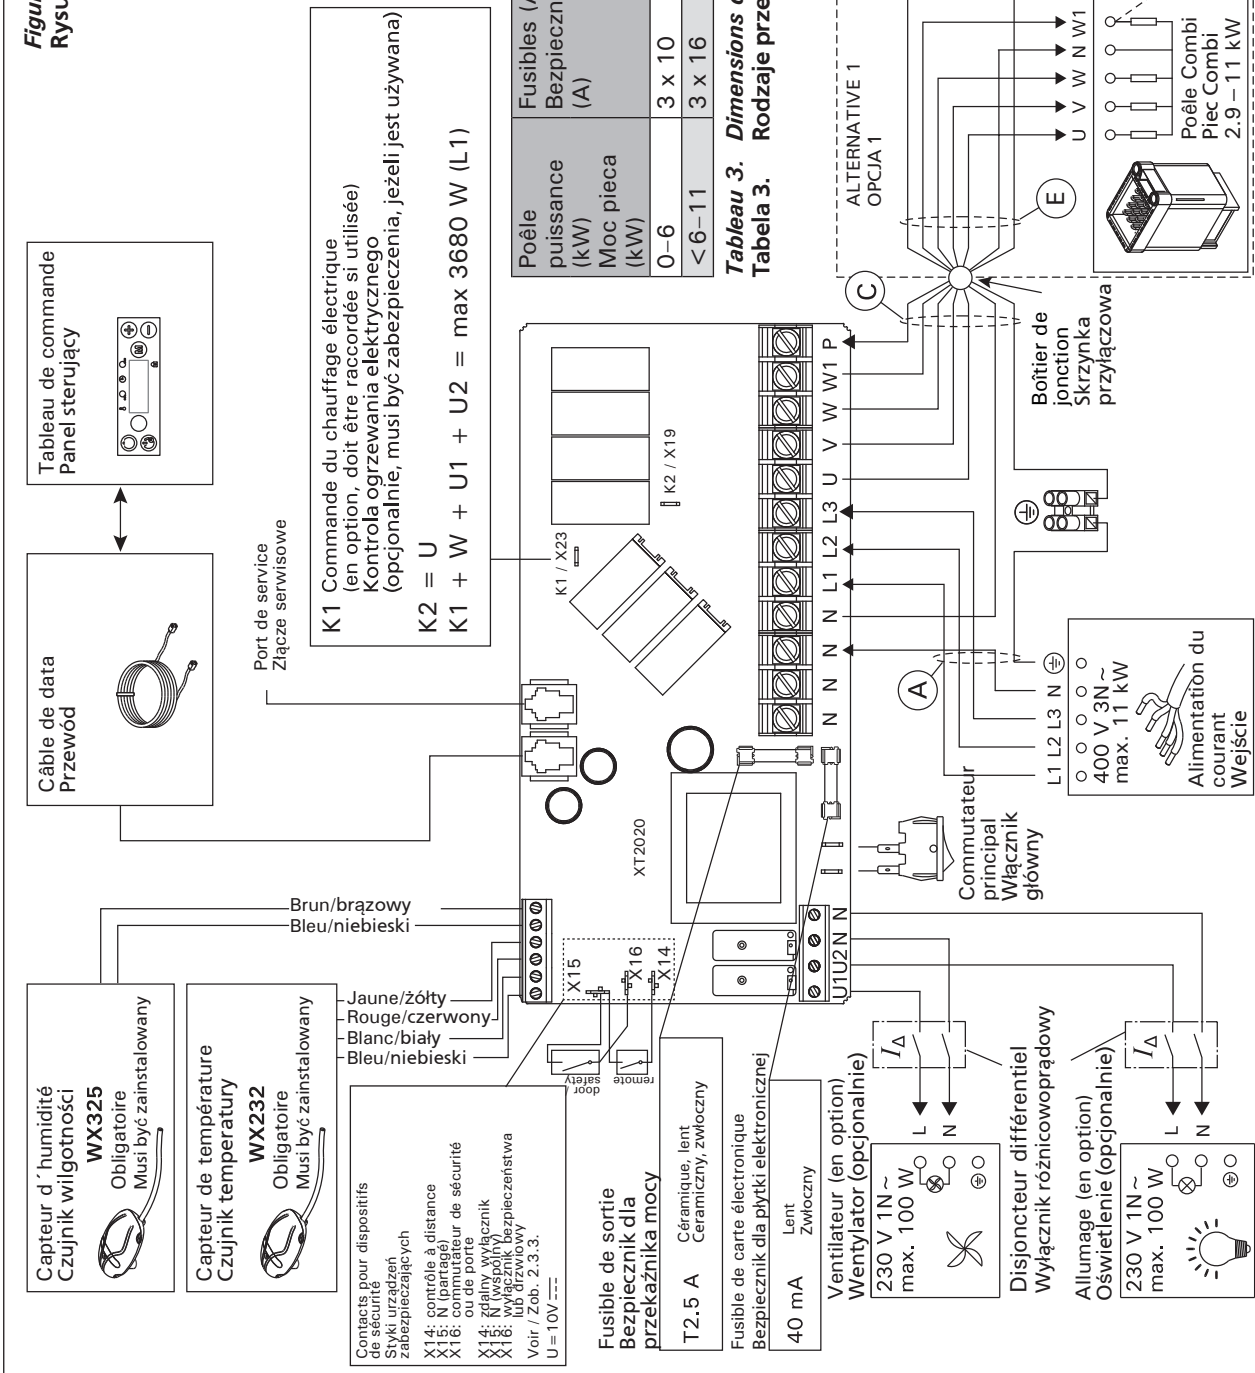 Figur
Rysu
Tableau de commande
Panel sterujący
Câble de data
Przewód
Port de service
Złącze serwisowe
K1 Commande du chauffage électrique
(en option, doit être raccordée si utilisée)
Kontrola ogrzewania elektrycznego
(opcjonalnie, musi być zabezpieczenia, jeżeli jest używana)
K2 = U
K1 + W + U1 + U2 = max 3680 W (L1)
Poêle
puissance
(kW)
Moc pieca
(kW)
Fusibles (A
Bezpieczn
(A)
0–6
3 x 10
<6–11
3 x 16
Tableau 3. Dimensions
Tabela 3. Rodzaje prze
Capteur d´humidité
Czujnik wilgotności
WX325
Obligatoire
Musi być zainstalowany
Capteur de température
Czujnik temperatury
WX232
Obligatoire
Musi być zainstalowany
Brun/brązowy
Bleu/niebieski
Jaune/żółty
Rouge/czerwony
Blanc/biały
Bleu/niebieski
Contacts pour dispositifs
de sécurité
Styki urządzeń
zabezpieczających
X14: contrôle à distance
X15: N (partagé)
X16: commutateur de sécurité
ou de porte
X14: zdalny wyłącznik
X15: N (wspólny)
X16: wyłącznik bezpieczeństwa
lub drzwiowy
Voir / Zob. 2.3.3.
U=10V
door/
safety
remote
X15
X16
X14
XT2020
K1 / X23
K2 / X19
U1 U2 N N
N N N N L1 L2 L3 U V W W1 P
Fusible de sortie
Bezpiecznik dla
przekaźnika mocy
T2.5 A
Céramique, lent
Ceramiczny, zwłoczny
Fusible de carte électronique
Bezpiecznik dla płytki elektronicznej
40 mA
Lent
Zwłoczny
Commutateur
principal
Włącznik
główny
Ventilateur (en option)
Wentylator (opcjonalnie)
230 V 1N~
max. 100 W
L
N
I∆
Disjoncteur différentiel
Wyłącznik różnicowoprądowy
Allumage (en option)
Oświetlenie (opcjonalnie)
230 V 1N~
max. 100 W
L
N
I∆
A
L1 L2 L3 N
400 V 3N~
max. 11 kW
Alimentation du
courant
Wejście
C
Boîtier de
jonction
Skrzynka
przyłączowa
ALTERNATIVE 1
OPCJA 1
E
U V W N W1
Poêle Combi
Piec Combi
2.9 – 11 kW